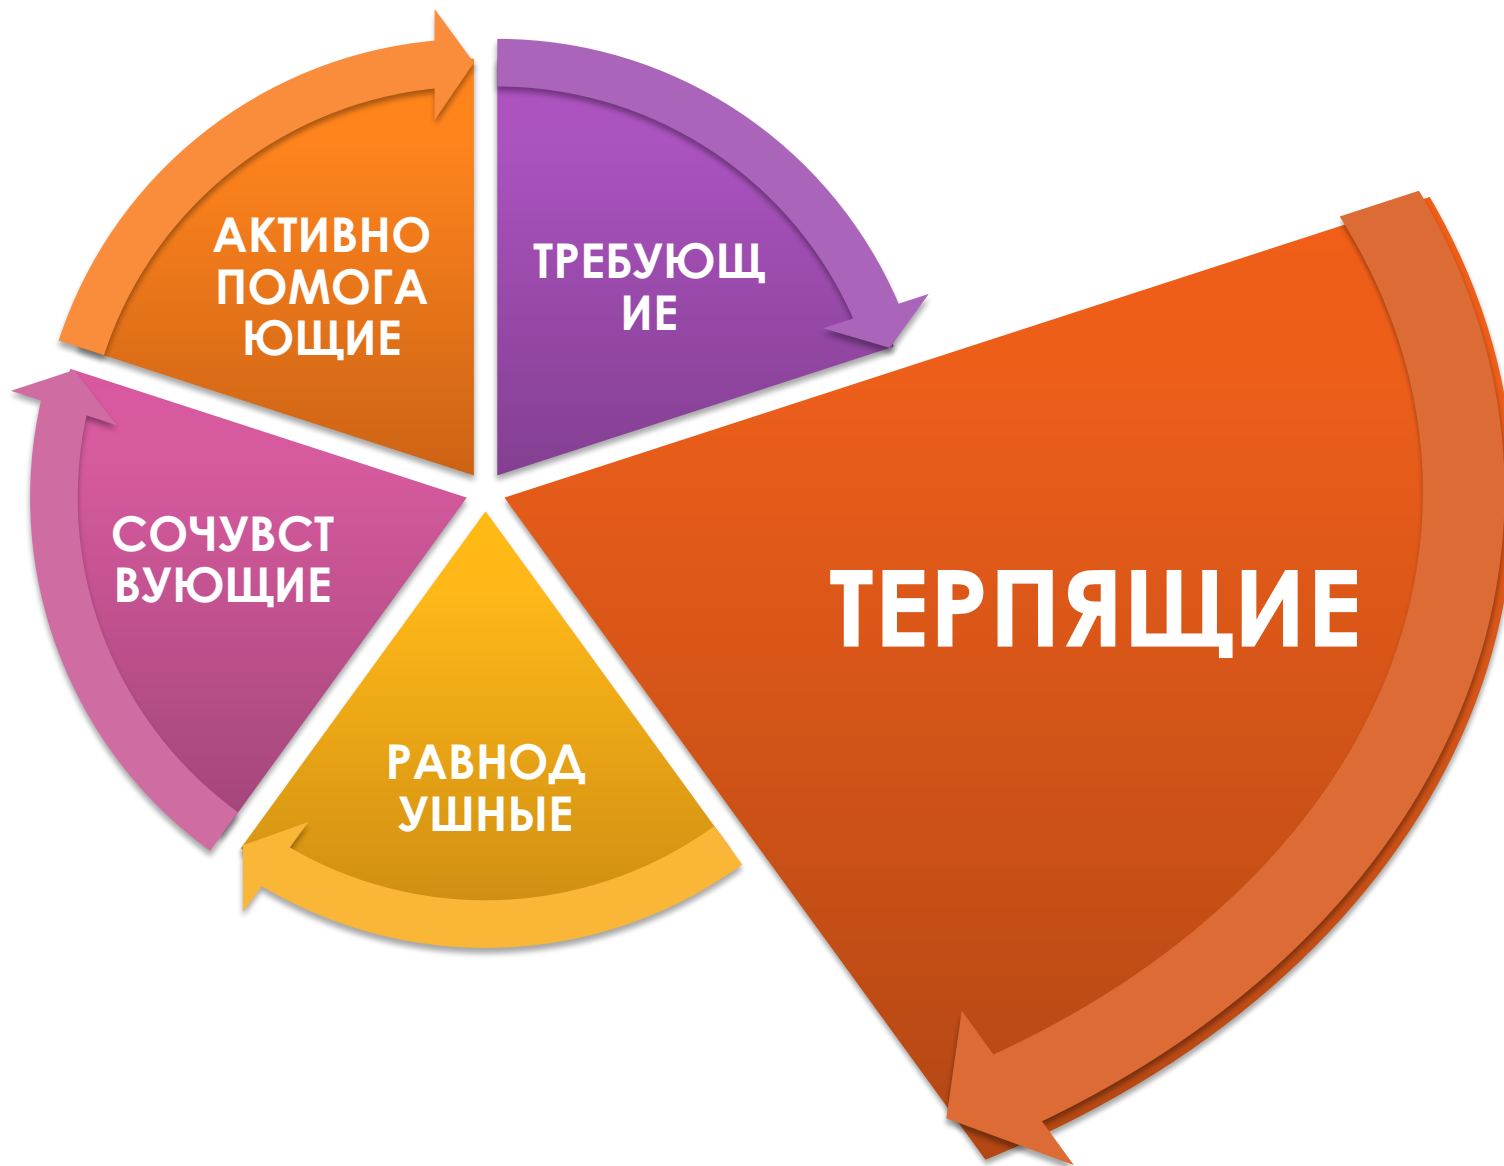 АКТИВНО
ПОМОГА
ЮЩИЕ
ТРЕБУЮЩ
ИЕ
ТЕРПЯЩИЕ
СОЧУВСТ
ВУЮЩИЕ
РАВНОД
УШНЫЕ